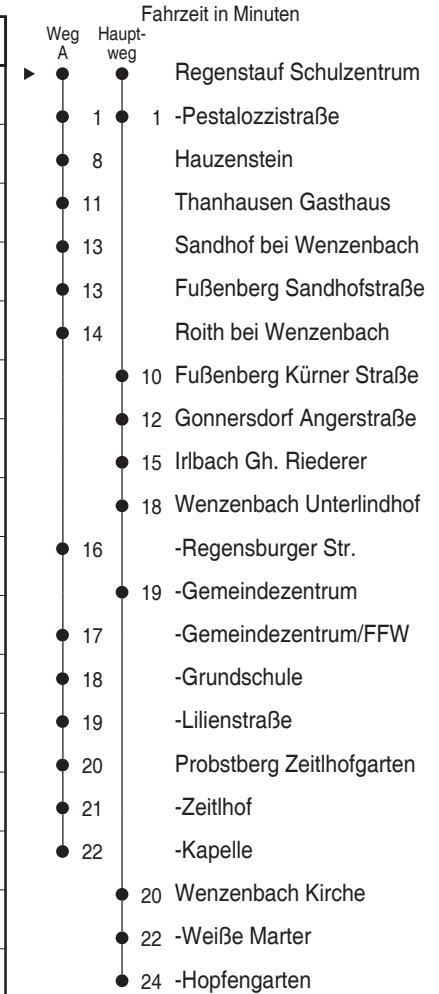 Fahrzeit in Minuten
Weg A Haupt-weg
Regenstauf Schulzentrum
1 1 -Pestalozzistraße
8 Hauzenstein
11 Thanhausen Gasthaus
13 Sandhof bei Wenzenbach
13 Fußenberg Sandhofstraße
14 Roith bei Wenzenbach
10 Fußenberg Kürner Straße
12 Gonnersdorf Angerstraße
15 Irlbach Gh. Riederer
18 Wenzenbach Unterlindhof
16 -Regensburger Str.
19 -Gemeindezentrum
17 -Gemeindezentrum/FFW
18 -Grundschule
19 -Lilienstraße
20 Probstberg Zeitlhofgarten
21 -Zeitlhof
22 -Kapelle
20 Wenzenbach Kirche
22 -Weiße Marter
24 -Hopfengarten